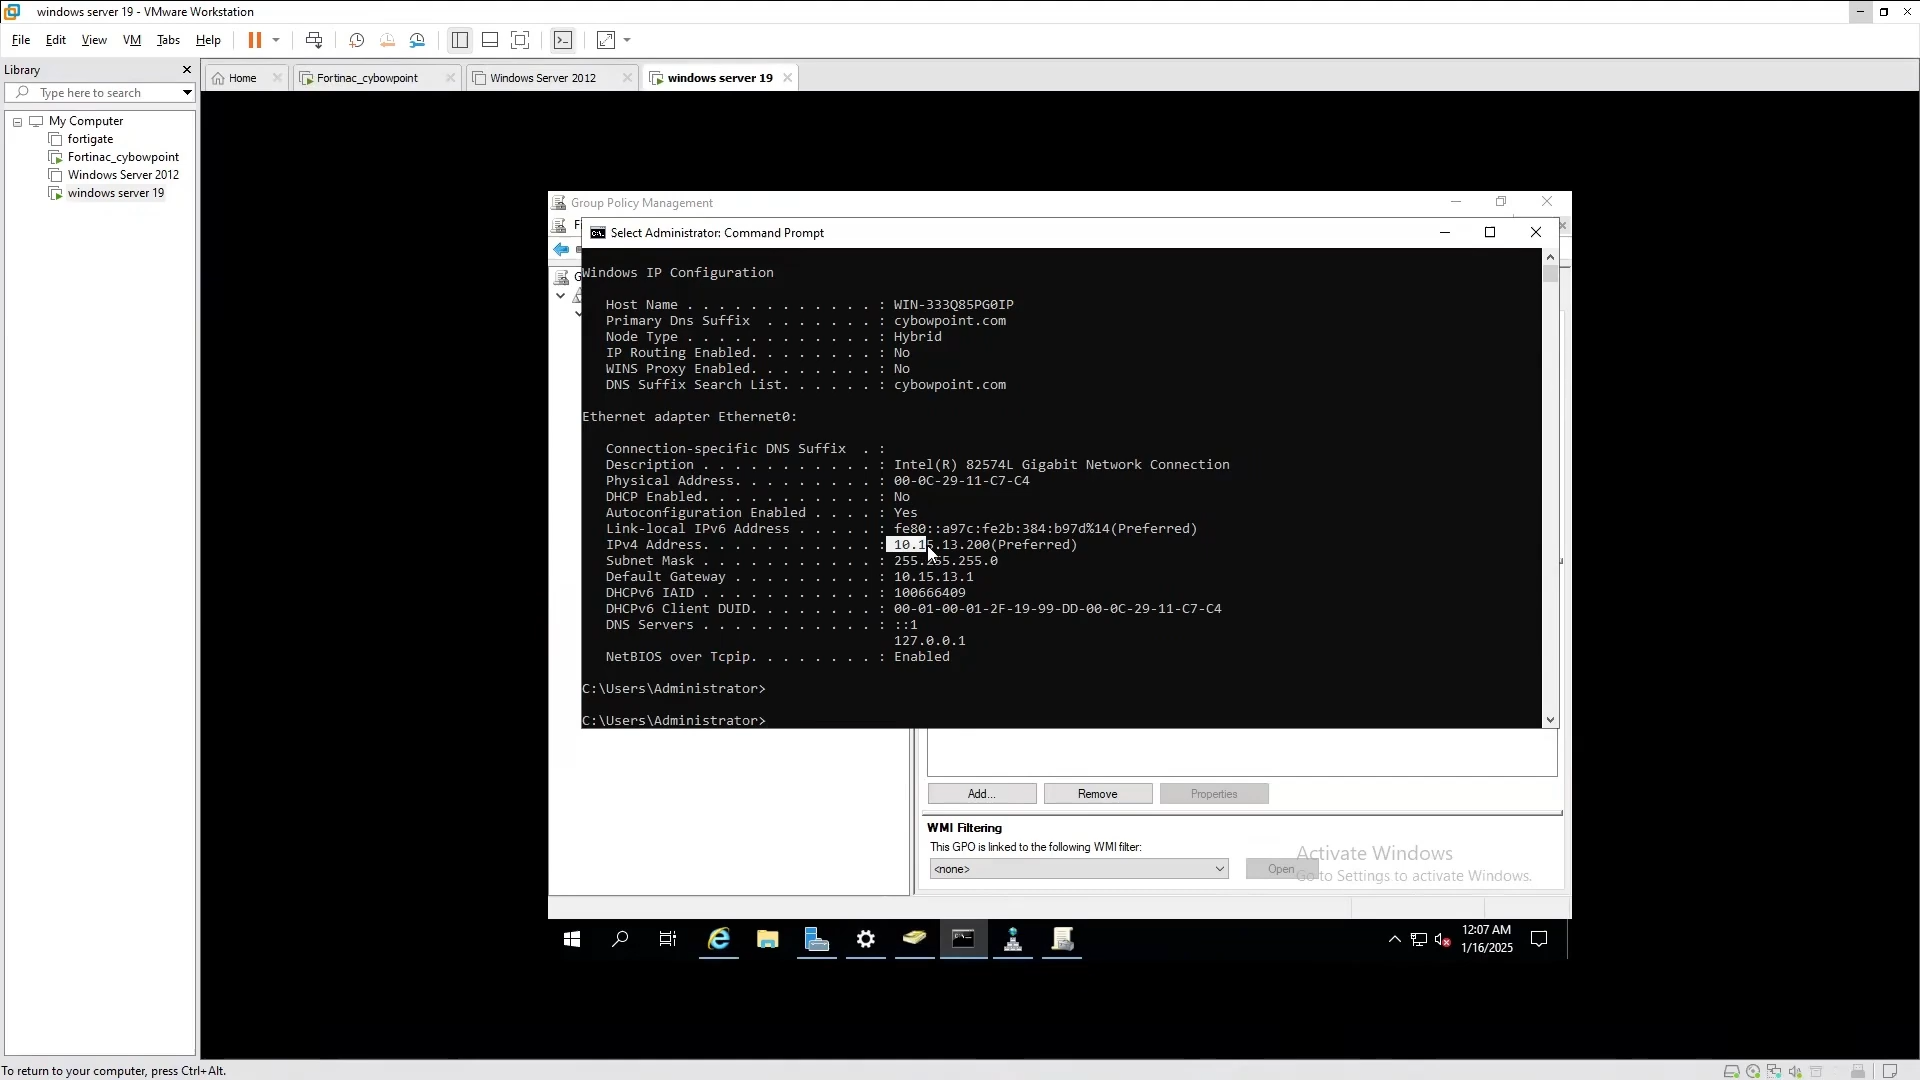 windows server 19 - VMware Workstation
File Edit View VM Tabs Help
Library
Type here to search
My Computer
fortigate
Fortinac_cybowpoint
Windows Server 2012
windows server 19
Home
Fortinac_cybowpoint
Windows Server 2012
windows server 19
Group Policy Management
Select Administrator: Command Prompt
Windows IP Configuration
Host Name . . . . . . . . . . . . : WIN-333Q85PG0IP
Primary Dns Suffix . . . . . . . : cybowpoint.com
Node Type . . . . . . . . . . . . : Hybrid
IP Routing Enabled. . . . . . . . : No
WINS Proxy Enabled. . . . . . . . : No
DNS Suffix Search List. . . . . . : cybowpoint.com
Ethernet adapter Ethernet0:
Connection-specific DNS Suffix . :
Description . . . . . . . . . . . : Intel(R) 82574L Gigabit Network Connection
Physical Address. . . . . . . . . : 00-0C-29-11-C7-C4
DHCP Enabled. . . . . . . . . . . : No
Autoconfiguration Enabled . . . . : Yes
Link-local IPv6 Address . . . . . : fe80::a97c:fe2b:384:b97d%14(Preferred)
IPv4 Address. . . . . . . . . . . : 10.15.13.200(Preferred)
Subnet Mask . . . . . . . . . . . : 255.255.255.0
Default Gateway . . . . . . . . . : 10.15.13.1
DHCPv6 IAID . . . . . . . . . . . : 100666409
DHCPv6 Client DUID. . . . . . . . : 00-01-00-01-2F-19-99-DD-00-0C-29-11-C7-C4
DNS Servers . . . . . . . . . . . : ::1
127.0.0.1
NetBIOS over Tcpip. . . . . . . . : Enabled
C:\Users\Administrator>
C:\Users\Administrator>
Add... Remove Properties
WMI Filtering
This GPO is linked to the following WMI filter:
<none> Open
Activate Windows
Go to Settings to activate Windows.
12:07 AM
1/16/2025
To return to your computer, press Ctrl+Alt.